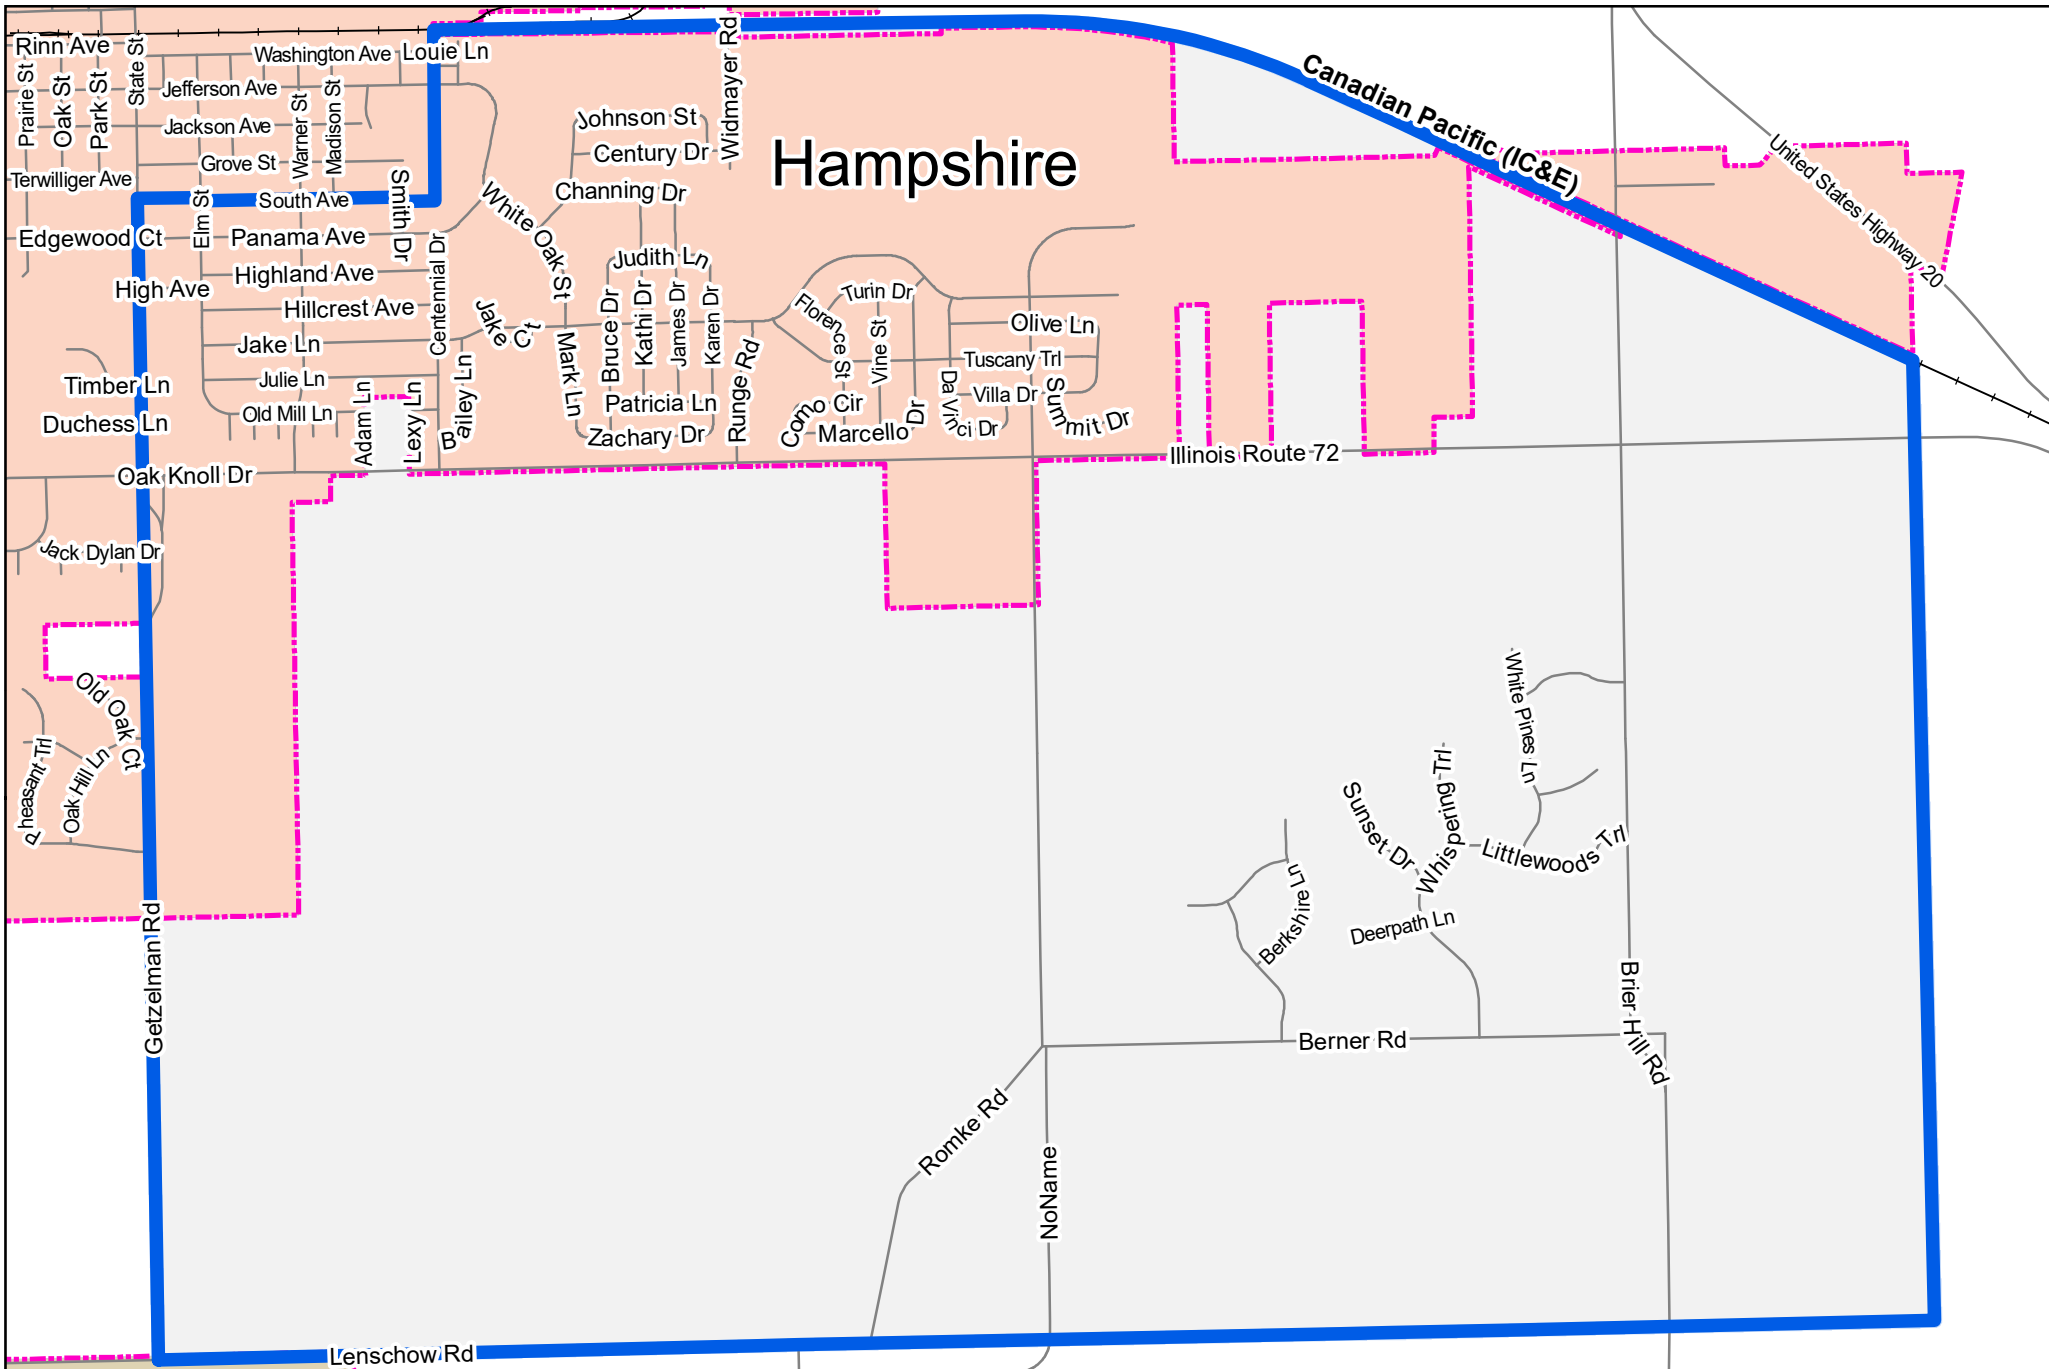 Rinn Ave
State St
Washington Ave
Louie Ln
Widmayer Rd
Canadian Pacific (IC&E)
Prairie St
Oak St
Park St
Jefferson Ave
Warner St
Madison St
Jackson Ave
Johnson St
Century Dr
Hampshire
Grove St
Terwilliger Ave
South Ave
Elm St
Smith Dr
Channing Dr
White Oak St
United States Highway 20
Edgewood Ct
Panama Ave
Centennial Dr
Judith Ln
Highland Ave
High Ave
Hillcrest Ave
Jake Ct
Bruce Dr
Kathi Dr
James Dr
Karen Dr
Florence St
Turin Dr
Vine St
Olive Ln
Jake Ln
Tuscany Trl
Timber Ln
Julie Ln
Adam Ln
Lexy Ln
Bailey Ln
Mark Ln
Runge Rd
Da Vinci Dr
Villa Dr
Summit Dr
Old Mill Ln
Patricia Ln
Como Cir
Duchess Ln
Zachary Dr
Marcello Dr
Illinois Route 72
Oak Knoll Dr
Jack Dylan Dr
Old Oak Ct
White Pines Ln
Pheasant Trl
Oak Hill Ln
Sunset Dr
Whispering Trl
Littlewoods Trl
Berkshire Ln
Deerpath Ln
Getzelman Rd
Brier Hill Rd
Berner Rd
Romke Rd
NoName
Lenschow Rd